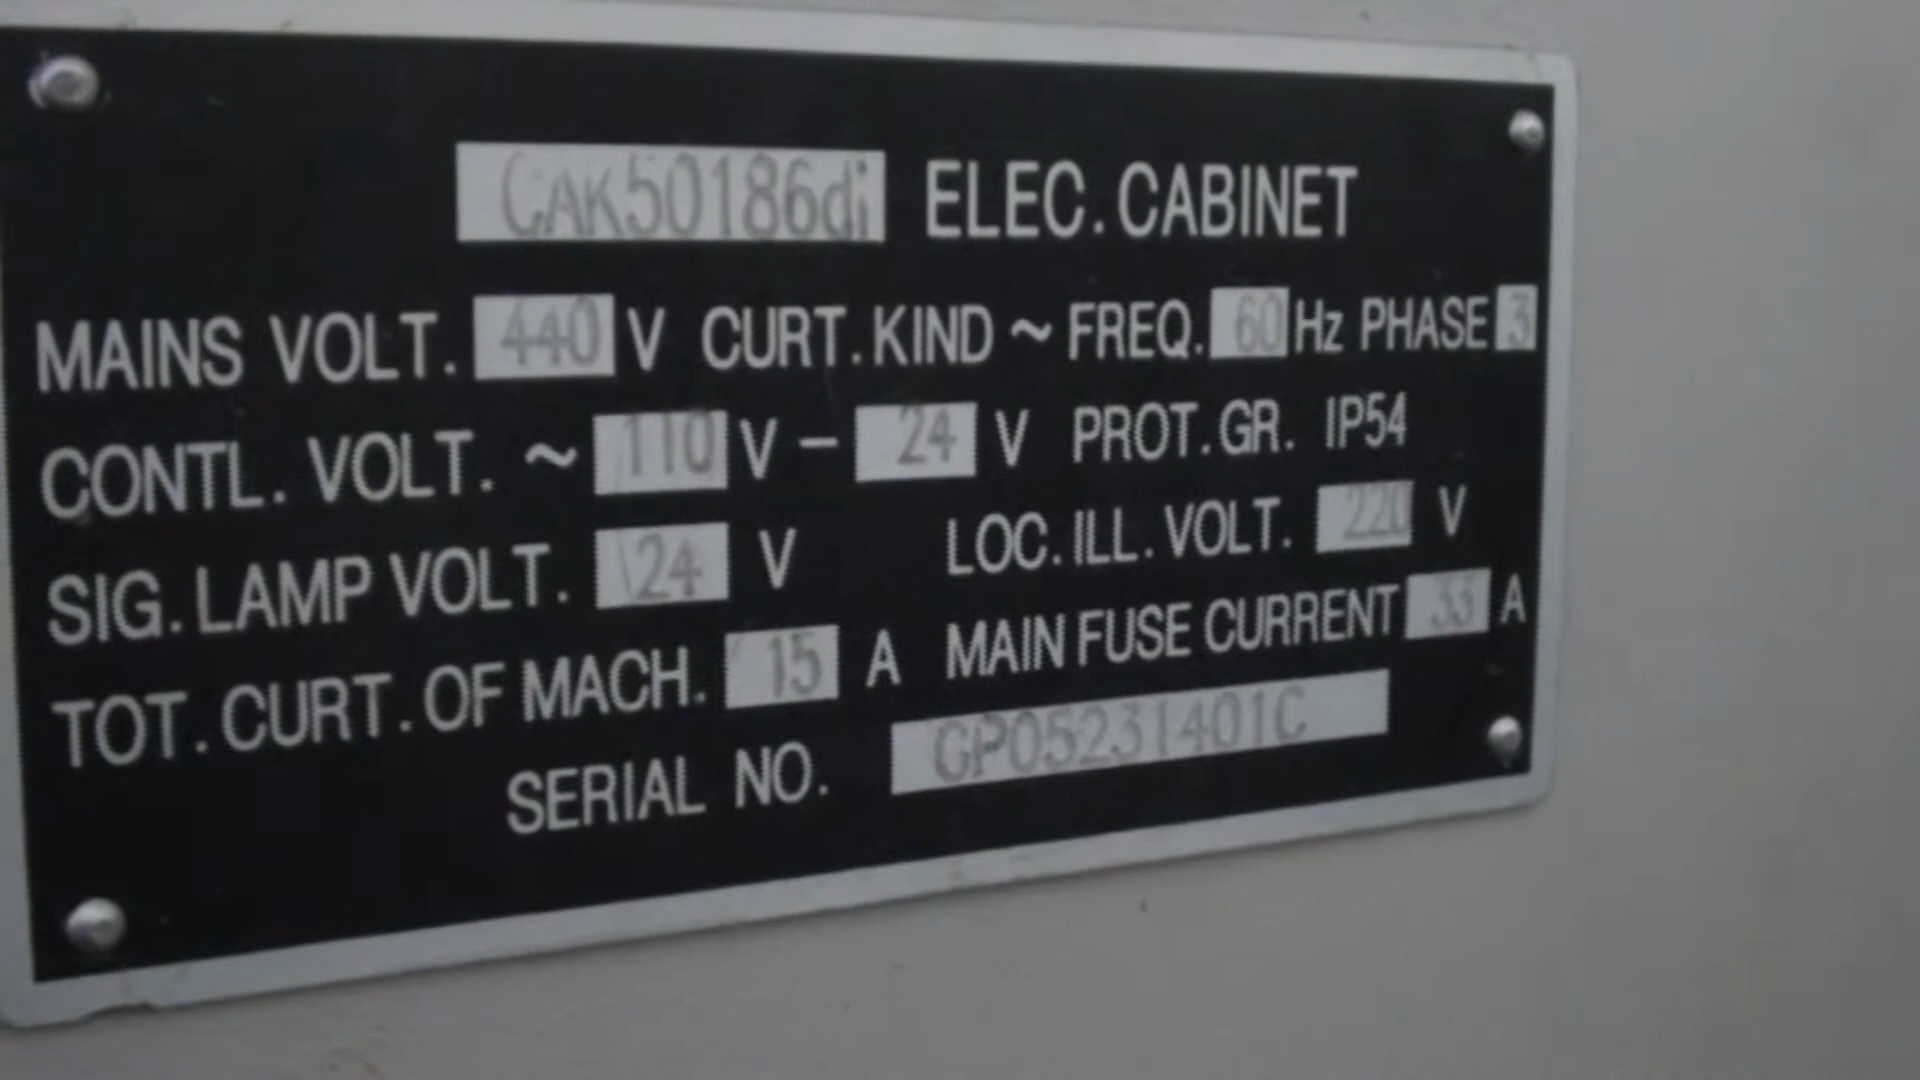 CAK50186di ELEC.CABINET
MAINS VOLT. 440 V CURT.KIND ~ FREQ. 60 Hz PHASE 3
CONTL. VOLT. ~ 110 V – 24 V PROT.GR. IP54
SIG.LAMP VOLT. 24 V LOC.ILL.VOLT. 220 V
TOT.CURT.OF MACH. 15 A MAIN FUSE CURRENT 33 A
SERIAL NO. GP05231401C